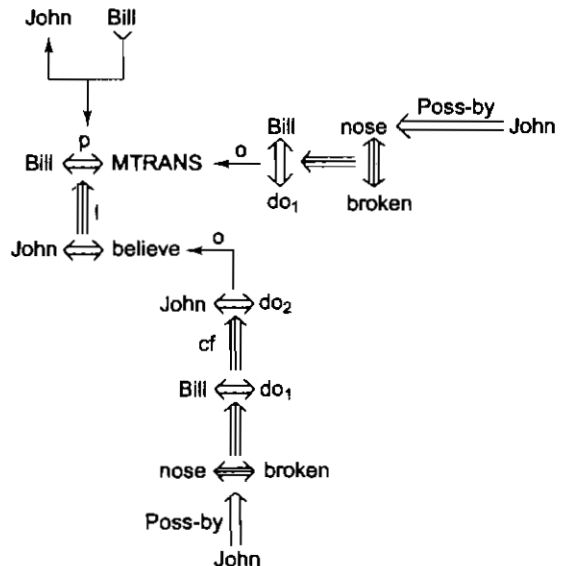 John Bill
p
Bill MTRANS o Bill nose Poss-by John
do1 broken
I
John believe o
John do2
cf
Bill do1
nose broken
Poss-by
John